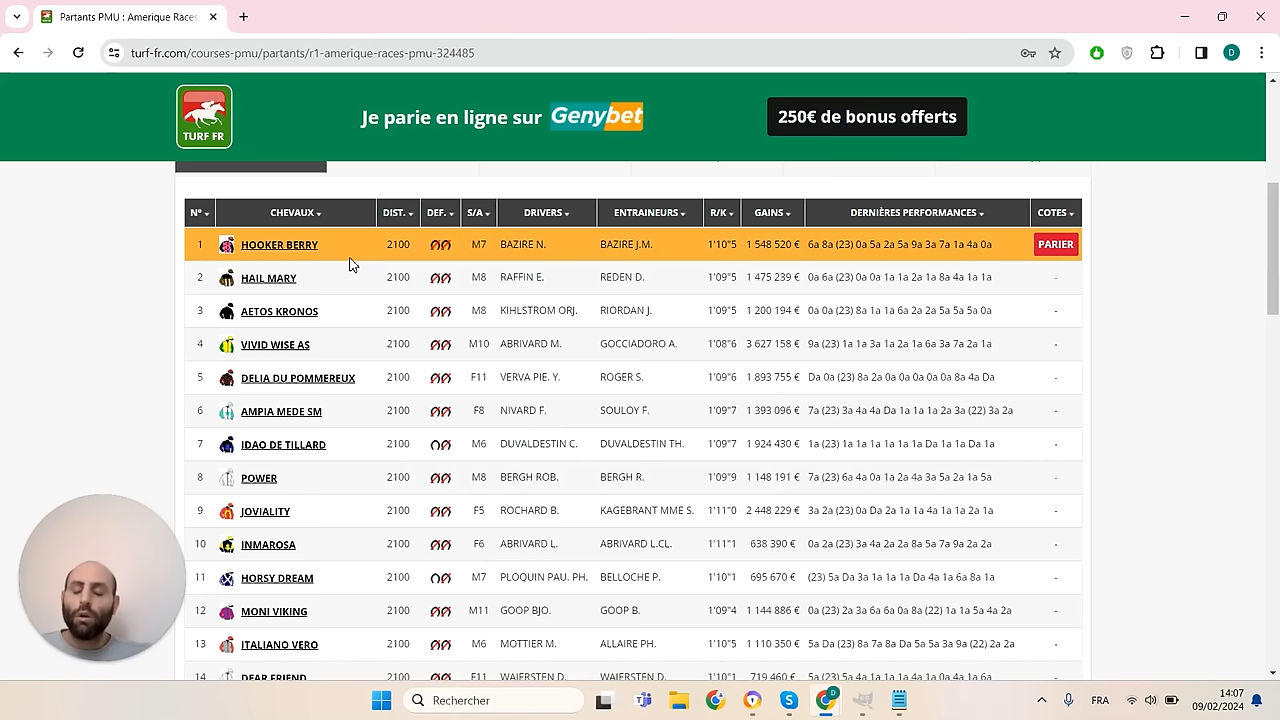 Partants PMU : Amerique Races
turf-fr.com/courses-pmu/partants/r1-amerique-races-pmu-324485
D
TURF FR
Je parie en ligne sur Genybet
250€ de bonus offerts
N° CHEVAUX DIST. DEF. S/A DRIVERS ENTRAINEURS R/K GAINS DERNIÈRES PERFORMANCES COTES
1 HOOKER BERRY 2100 M7 BAZIRE N. BAZIRE J.M. 1'10"5 1 548 520 € 6a 8a (23) 0a 5a 2a 5a 9a 3a 7a 1a 4a 0a PARIER
2 HAIL MARY 2100 M8 RAFFIN E. REDEN D. 1'09"5 1 475 239 € 0a 6a (23) 0a 0a 1a 1a 2a 1a 8a 4a 1a 1a -
3 AETOS KRONOS 2100 M8 KIHLSTROM ORJ. RIORDAN J. 1'09"5 1 200 194 € 0a 0a (23) 8a 1a 1a 6a 2a 2a 5a 5a 5a 0a -
4 VIVID WISE AS 2100 M10 ABRIVARD M. GOCCIADORO A. 1'08"6 3 627 158 € 9a (23) 1a 1a 3a 1a 2a 1a 6a 3a 7a 2a 1a -
5 DELIA DU POMMEREUX 2100 F11 VERVA PIE. Y. ROGER S. 1'09"6 1 893 755 € Da 0a (23) 8a 2a 0a 0a 0a 0a 0a 8a 4a Da -
6 AMPIA MEDE SM 2100 F8 NIVARD F. SOULOY F. 1'09"7 1 393 096 € 7a (23) 3a 4a 4a Da 1a 1a 1a 2a 3a (22) 3a 2a -
7 IDAO DE TILLARD 2100 M6 DUVALDESTIN C. DUVALDESTIN TH. 1'09"7 1 924 430 € 1a (23) 1a 1a 1a 1a 1a 1a Da 1a 1a Da 1a -
8 POWER 2100 M8 BERGH ROB. BERGH R. 1'09"9 1 148 191 € 7a (23) 6a 4a 0a 1a 2a 4a 3a 5a 2a 1a 5a -
9 JOVIALITY 2100 F5 ROCHARD B. KAGEBRANT MME S. 1'11"0 2 448 229 € 3a 2a (23) 0a Da 2a 1a 1a 4a 1a 1a 2a 1a -
10 INMAROSA 2100 F6 ABRIVARD L. ABRIVARD L.CL. 1'11"1 638 390 € 0a 2a (23) 3a 4a 2a 2a 8a 5a 7a 9a 2a 2a -
11 HORSY DREAM 2100 M7 PLOQUIN PAU. PH. BELLOCHE P. 1'10"1 695 670 € (23) 5a Da 3a 1a 1a 1a Da 4a 1a 6a 8a 1a -
12 MONI VIKING 2100 M11 GOOP BJO. GOOP B. 1'09"4 1 144 886 € 0a (23) 2a 3a 6a 6a 0a 8a (22) 1a 1a 5a 4a 2a -
13 ITALIANO VERO 2100 M6 MOTTIER M. ALLAIRE PH. 1'10"5 1 110 350 € 5a Da (23) 8a 7a 8a Da 5a 5a 3a 9a (22) 2a 2a -
14 DEAR FRIEND 2100 F11 WAJERSTEN D. WAJERSTEN D. 1'10"1 719 460 €
Rechercher
FRA
14:07
09/02/2024